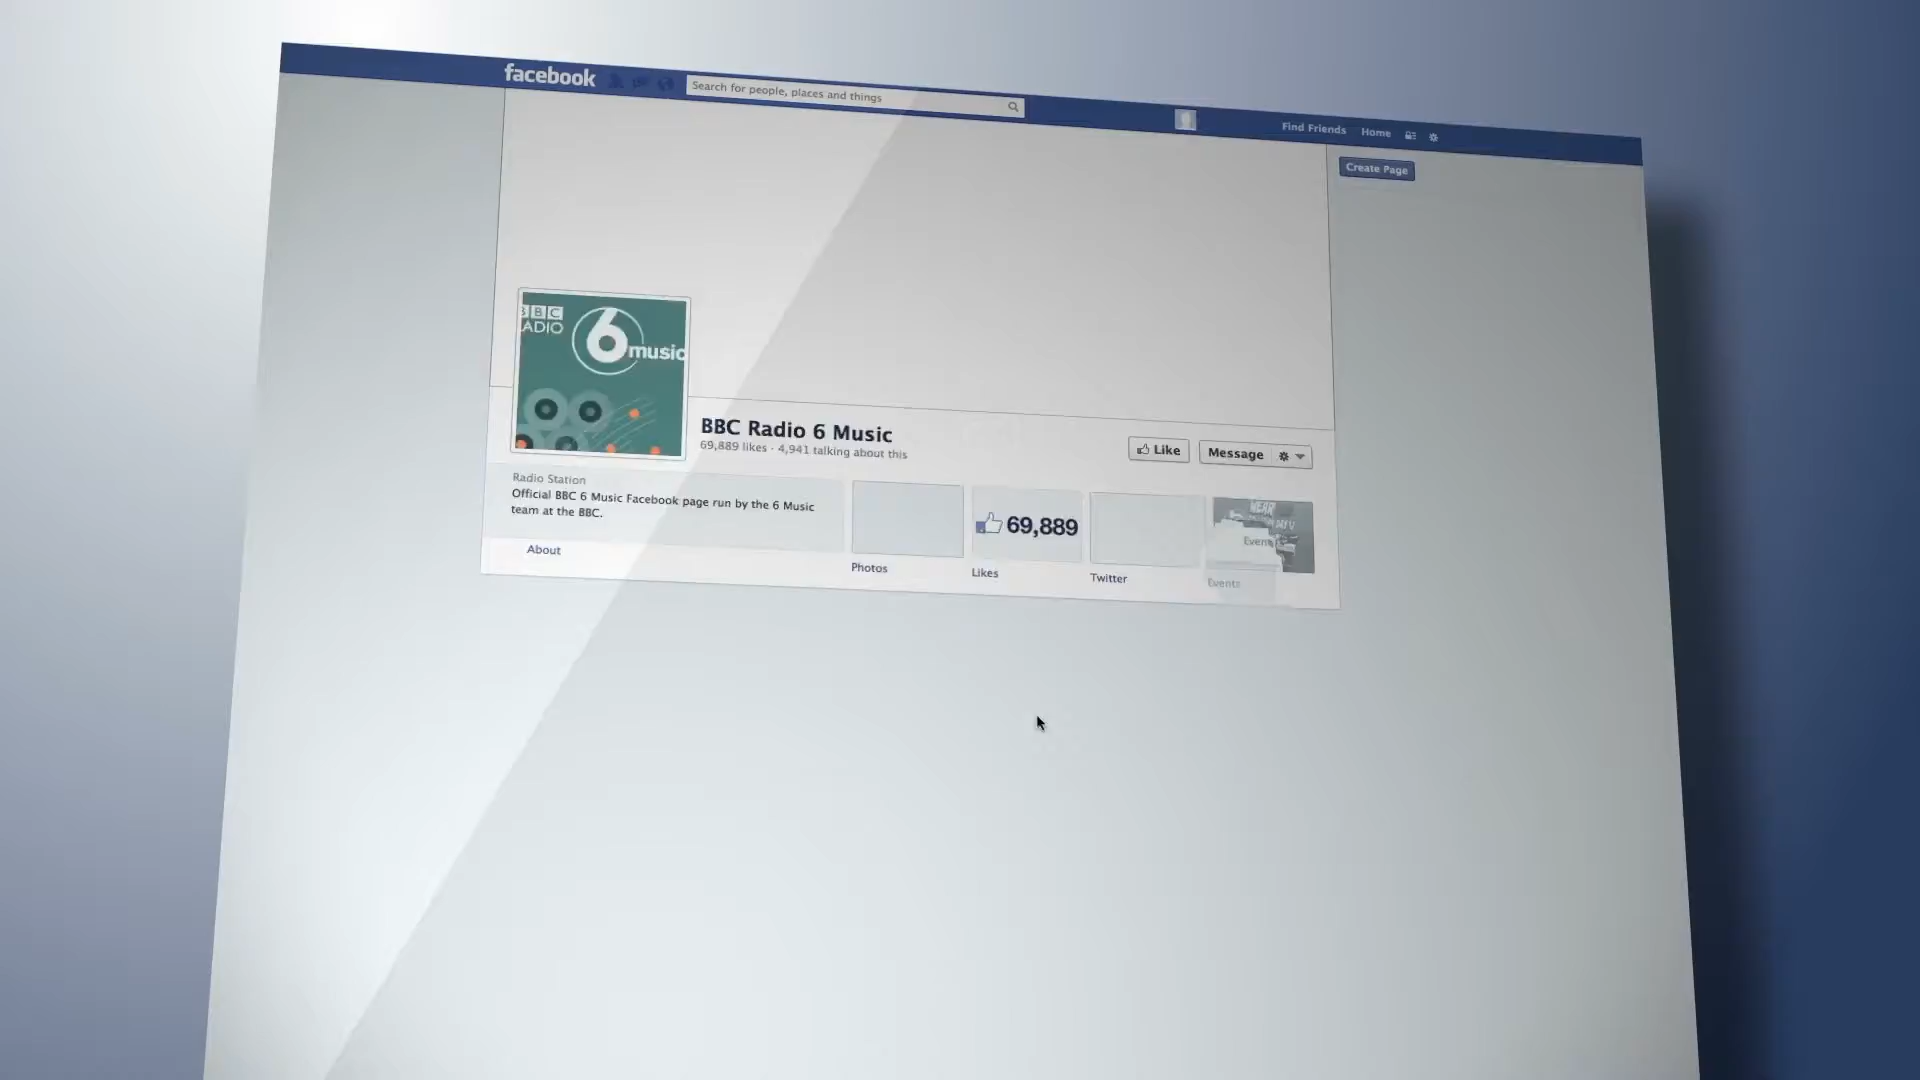 facebook
Search for people, places and things
Find Friends Home
Create Page
BBC
ADIO
6
music
BBC Radio 6 Music
69,889 likes · 4,941 talking about this
Like
Message
Radio Station
Official BBC 6 Music Facebook page run by the 6 Music
team at the BBC.
About
69,889
Photos
Likes
Twitter
Events